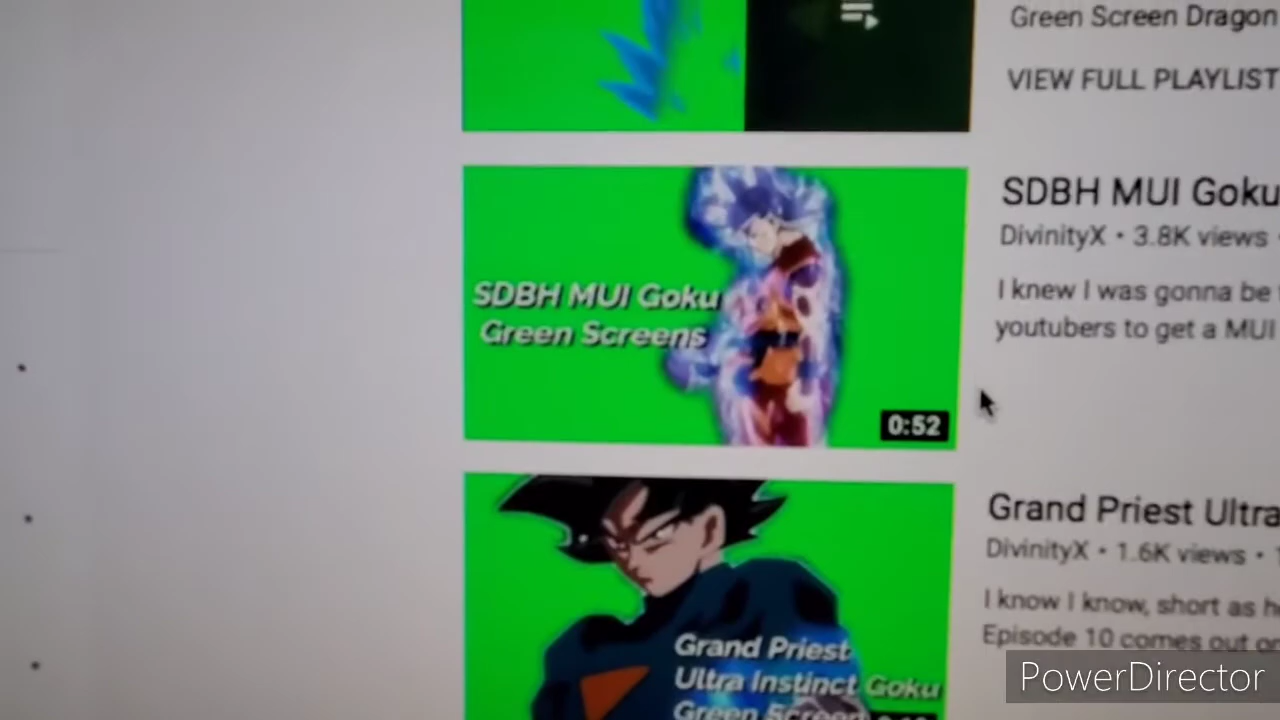 Green Screen Dragon
VIEW FULL PLAYLIST
SDBH MUI Goku
DivinityX • 3.8K views
I knew I was gonna be
youtubers to get a MUI
SDBH MUI Goku
Green Screens
0:52
Grand Priest Ultra
DivinityX • 1.6K views •
I know I know, short as
Episode 10 comes out
Grand Priest
Ultra Instinct Goku
Green Screen
PowerDirector